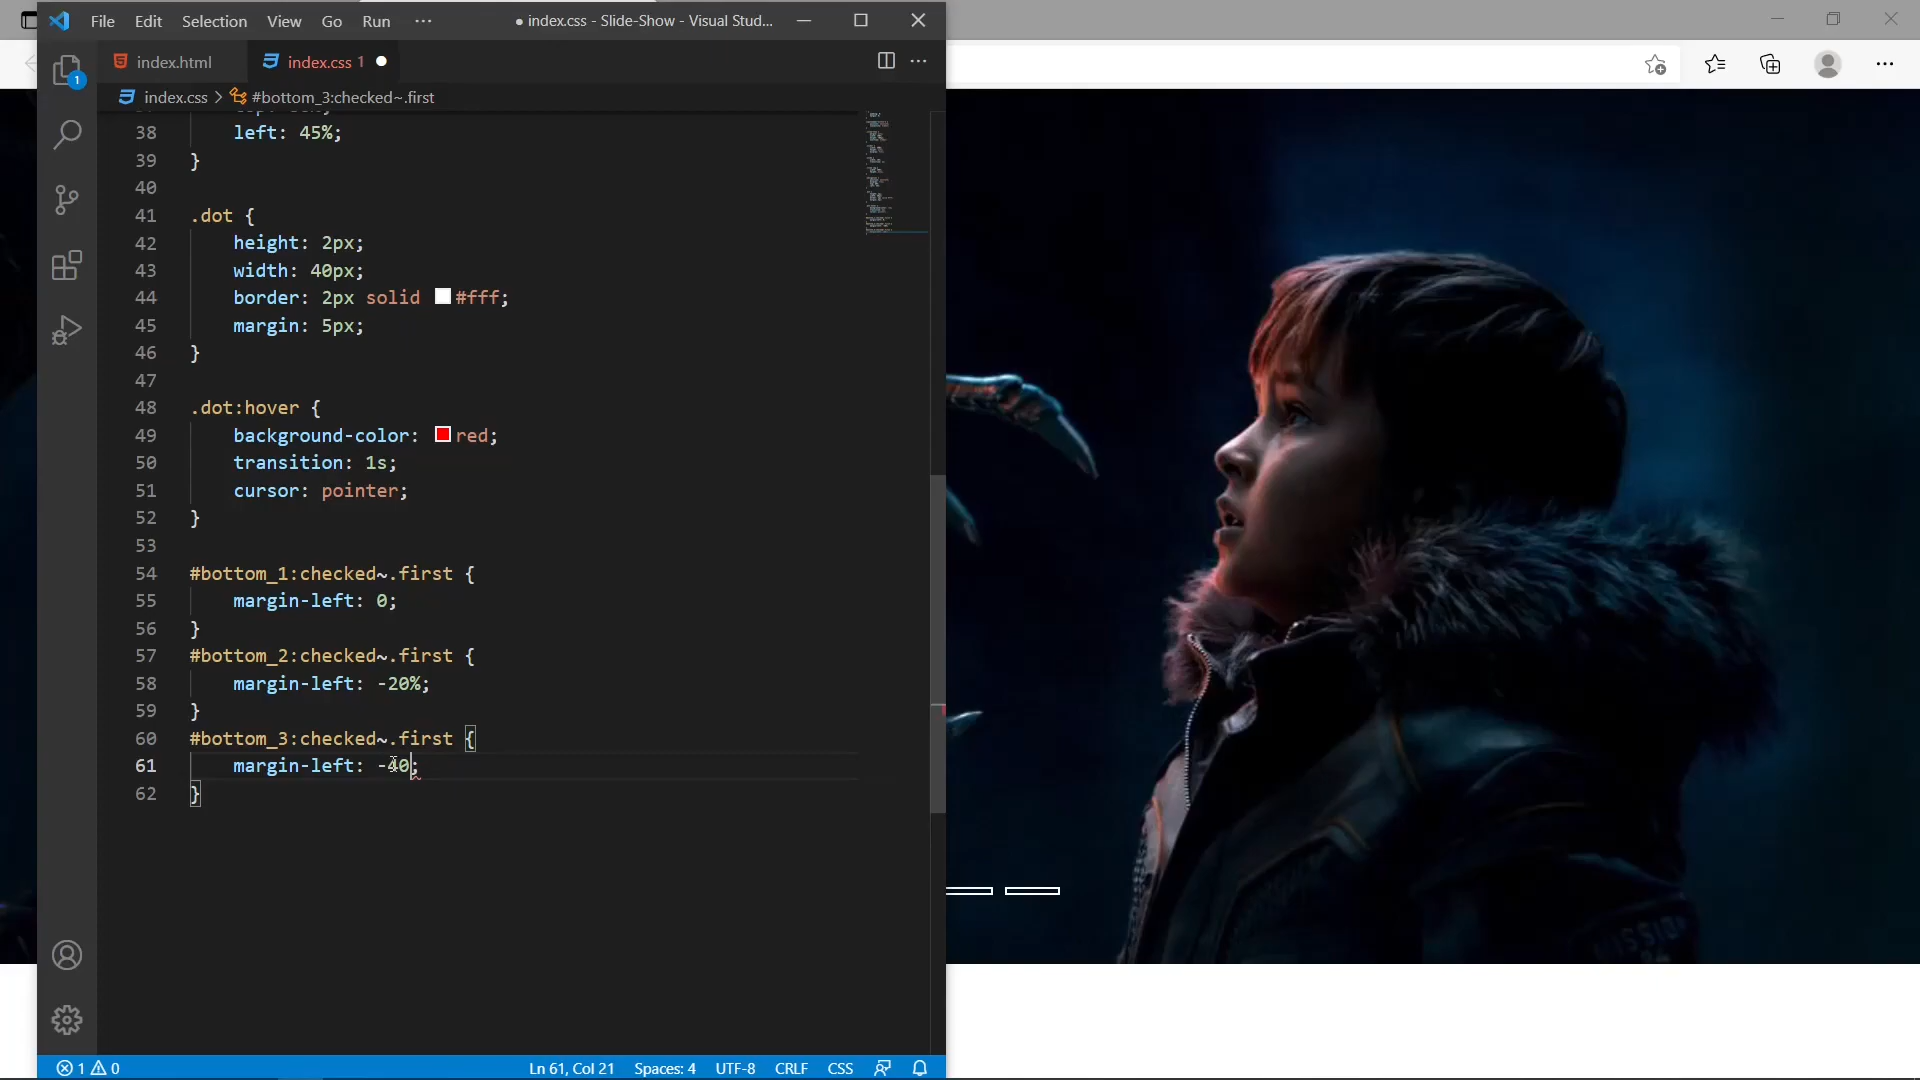 File Edit Selection View Go Run ··· ● index.css - Slide-Show - Visual Stud...
index.html index.css 1
index.css > #bottom_3:checked~.first
38 left: 45%;
39 }
40
41 .dot {
42 height: 2px;
43 width: 40px;
44 border: 2px solid #fff;
45 margin: 5px;
46 }
47
48 .dot:hover {
49 background-color: red;
50 transition: 1s;
51 cursor: pointer;
52 }
53
54 #bottom_1:checked~.first {
55 margin-left: 0;
56 }
57 #bottom_2:checked~.first {
58 margin-left: -20%;
59 }
60 #bottom_3:checked~.first {
61 margin-left: -40;
62 }
1
1 0 Ln 61, Col 21 Spaces: 4 UTF-8 CRLF CSS